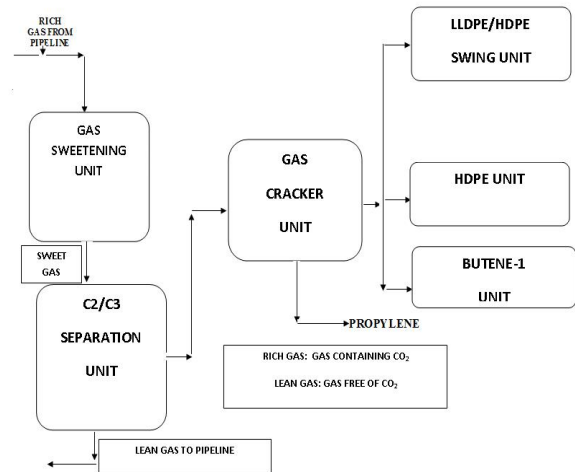 RICH
GAS FROM
PIPELINE
GAS
SWEETENING
UNIT
SWEET
GAS
C2/C3
SEPARATION
UNIT
LEAN GAS TO PIPELINE
GAS
CRACKER
UNIT
PROPYLENE
RICH GAS: GAS CONTAINING CO₂
LEAN GAS: GAS FREE OF CO₂
LLDPE/HDPE
SWING UNIT
HDPE UNIT
BUTENE-1
UNIT